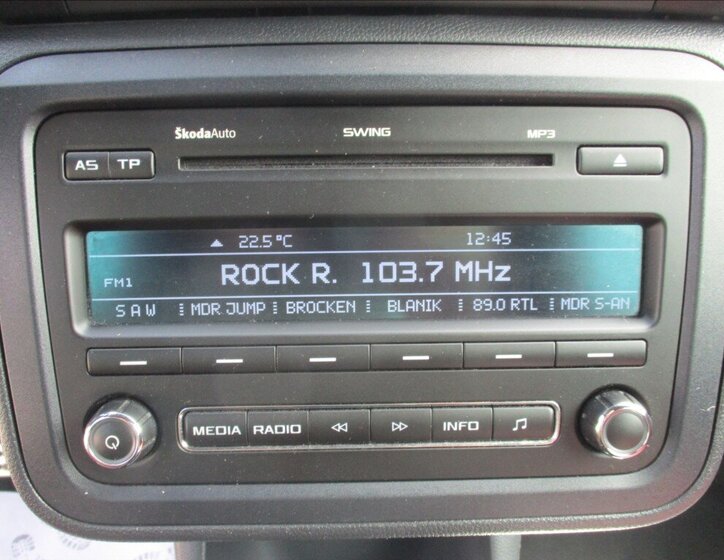 ŠkodaAuto SWING MP3
AS TP
22.5°C 12:45
FM1 ROCK R. 103.7 MHz
SAW MDR JUMP BROCKEN BLANIK 89.0 RTL MDR S-AN
MEDIA RADIO INFO